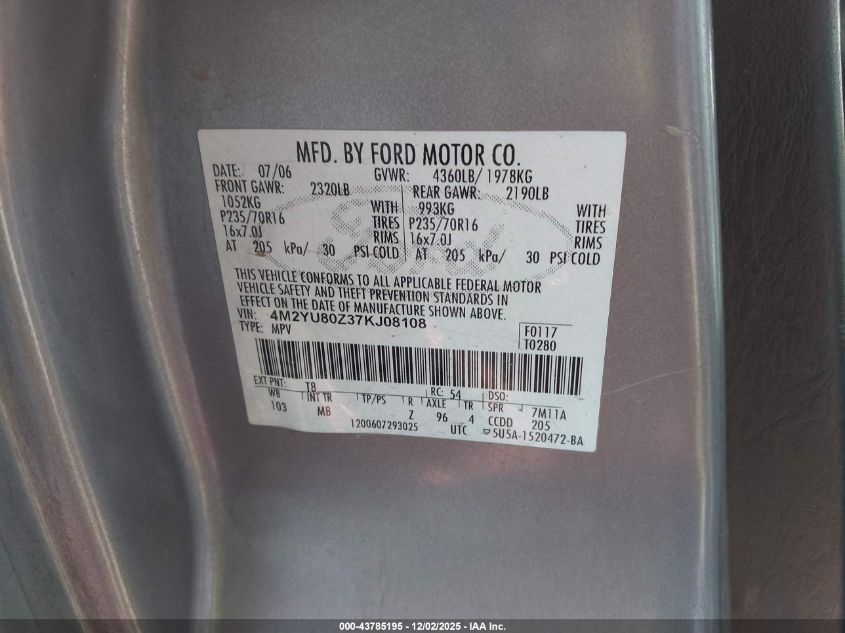 MFD. BY FORD MOTOR CO.
DATE: 07/06 GVWR: 4360LB/ 1978KG
FRONT GAWR: 2320LB REAR GAWR: 2190LB
1052KG WITH 993KG WITH
P235/70R16 TIRES P235/70R16 TIRES
16x7.0J RIMS 16x7.0J RIMS
AT 205 kPa/ 30 PSI COLD AT 205 kPa/ 30 PSI COLD
THIS VEHICLE CONFORMS TO ALL APPLICABLE FEDERAL MOTOR
VEHICLE SAFETY AND THEFT PREVENTION STANDARDS IN
EFFECT ON THE DATE OF MANUFACTURE SHOWN ABOVE.
VIN: 4M2YU80Z37KJ08108
TYPE: MPV
F0117
T0280
EXT PNT: T8 RC: 54 DSO:
WB INT TR TP/PS R AXLE TR SPR 7M11A
103 MB Z 96 4 CCDD 205
1200607293025 UTC 5U5A-1520472-BA
Ford
000-43785195 - 12/02/2025 - IAA Inc.